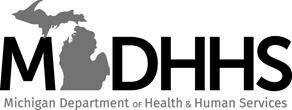 MDHHS
Michigan Department of Health & Human Services